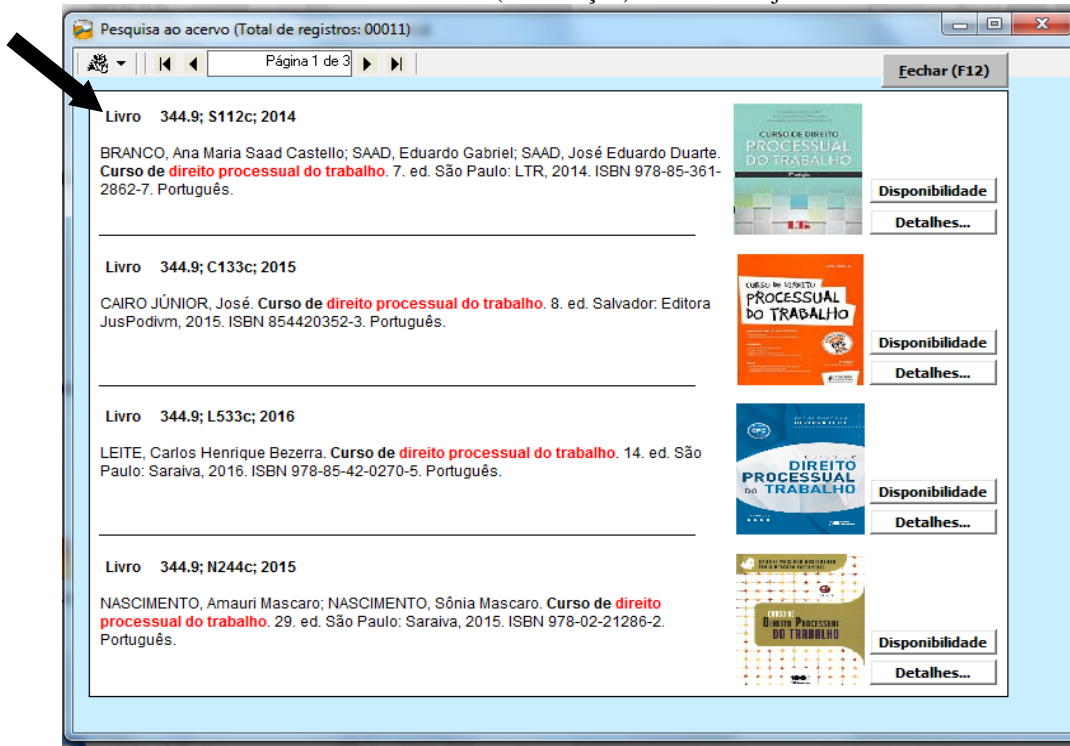 Pesquisa ao acervo (Total de registros: 00011)
Página 1 de 3
Fechar (F12)
Livro 344.9; S112c; 2014
BRANCO, Ana Maria Saad Castello; SAAD, Eduardo Gabriel; SAAD, José Eduardo Duarte.
Curso de direito processual do trabalho. 7. ed. São Paulo: LTR, 2014. ISBN 978-85-361-
2862-7. Português.
CURSO DE DIREITO
PROCESSUAL
DO TRABALHO
LTr
Disponibilidade
Detalhes...
Livro 344.9; C133c; 2015
CAIRO JÚNIOR, José. Curso de direito processual do trabalho. 8. ed. Salvador: Editora
JusPodivm, 2015. ISBN 854420352-3. Português.
CURSO DE DIREITO
PROCESSUAL
DO TRABALHO
Disponibilidade
Detalhes...
Livro 344.9; L533c; 2016
LEITE, Carlos Henrique Bezerra. Curso de direito processual do trabalho. 14. ed. São
Paulo: Saraiva, 2016. ISBN 978-85-42-0270-5. Português.
DIREITO
PROCESSUAL
DO TRABALHO
Disponibilidade
Detalhes...
Livro 344.9; N244c; 2015
NASCIMENTO, Amauri Mascaro; NASCIMENTO, Sônia Mascaro. Curso de direito
processual do trabalho. 29. ed. São Paulo: Saraiva, 2015. ISBN 978-02-21286-2.
Português.
CURSO DE
DIREITO PROCESSUAL
DO TRABALHO
Disponibilidade
Detalhes...